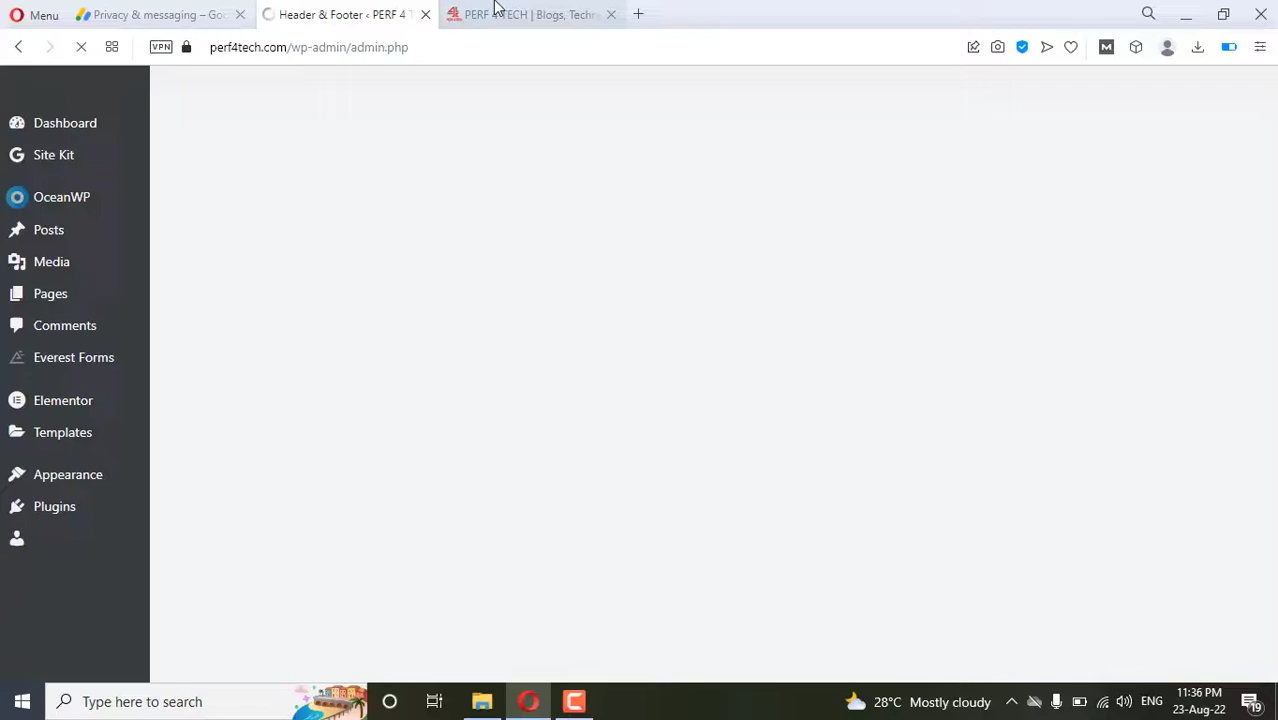 Menu
Privacy & messaging – Goo
Header & Footer ‹ PERF 4 T
PERF 4 TECH | Blogs, Techn
VPN
perf4tech.com/wp-admin/admin.php
Dashboard
Site Kit
OceanWP
Posts
Media
Pages
Comments
Everest Forms
Elementor
Templates
Appearance
Plugins
Type here to search
28°C Mostly cloudy
ENG
11:36 PM
23-Aug-22
19